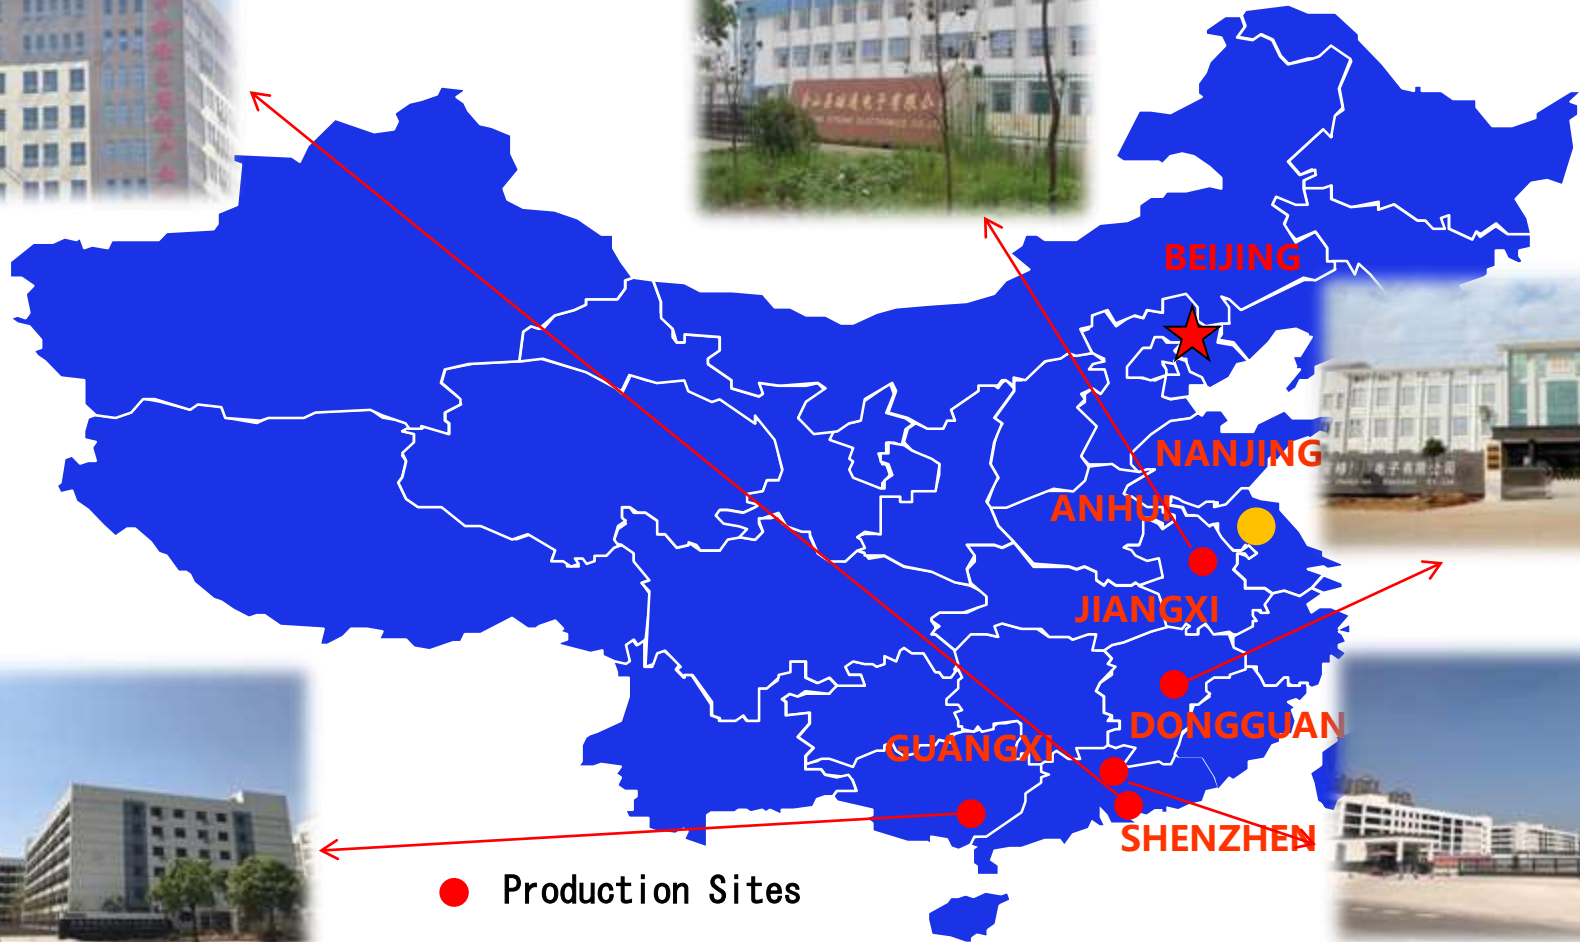 BEIJING
NANJING
ANHUI
JIANGXI
DONGGUAN
GUANGXI
SHENZHEN
Production Sites